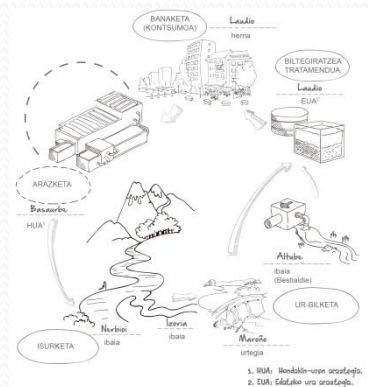 BANAKETA
(KONTSUMOA)
Laudio
herria
BILTEGIRATZEA
TRATAMENDUA
Laudio
EUA²
ARAZKETA
Basaurbe
HUA¹
Altube
ibaia
(Bestialdie)
UR-BILKETA
Izoria
ibaia
Maroño
urtegia
Nerbioi
ibaia
ISURKETA
1. HUA: Hondakin-uren araztegia.
2. EUA: Edateko ura araztegia.